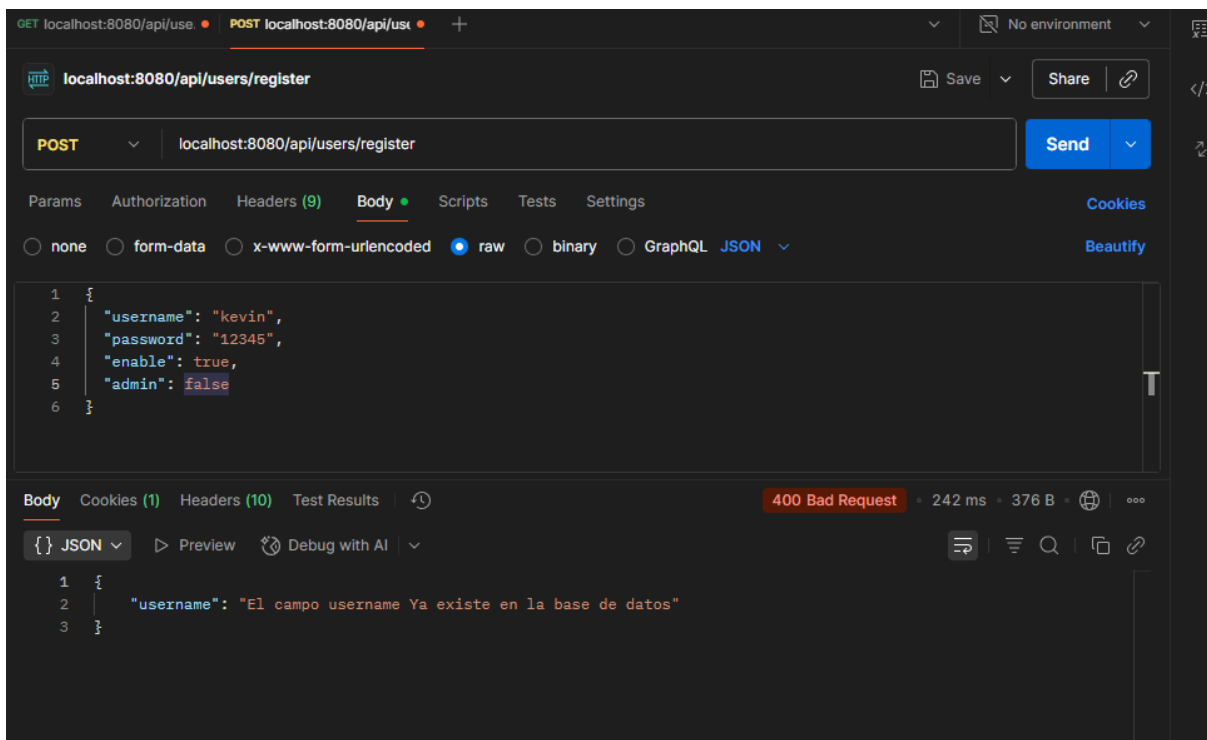 GET localhost:8080/api/use. POST localhost:8080/api/use No environment
HTTP localhost:8080/api/users/register Save Share
POST localhost:8080/api/users/register Send
Params Authorization Headers (9) Body Scripts Tests Settings Cookies
none form-data x-www-form-urlencoded raw binary GraphQL JSON Beautify
1 {
2 "username": "kevin",
3 "password": "12345",
4 "enable": true,
5 "admin": false
6 }
Body Cookies (1) Headers (10) Test Results 400 Bad Request 242 ms 376 B
{} JSON Preview Debug with AI
1 {
2 "username": "El campo username Ya existe en la base de datos"
3 }